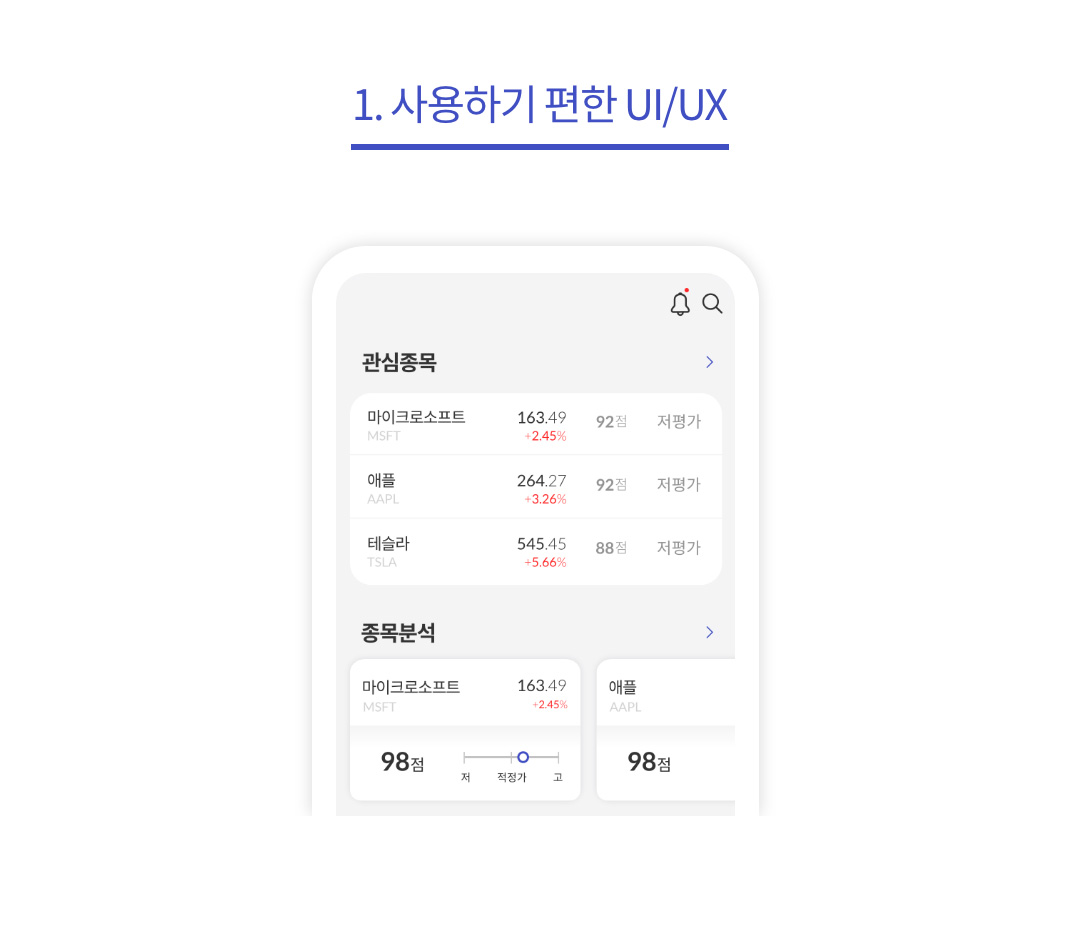 1. 사용하기 편한 UI/UX
관심종목
마이크로소프트 163.49 92점 저평가
MSFT +2.45%
애플 264.27 92점 저평가
AAPL +3.26%
테슬라 545.45 88점 저평가
TSLA +5.66%
종목분석
마이크로소프트 163.49 애플
MSFT +2.45% AAPL
98점 98점
저 적정가 고